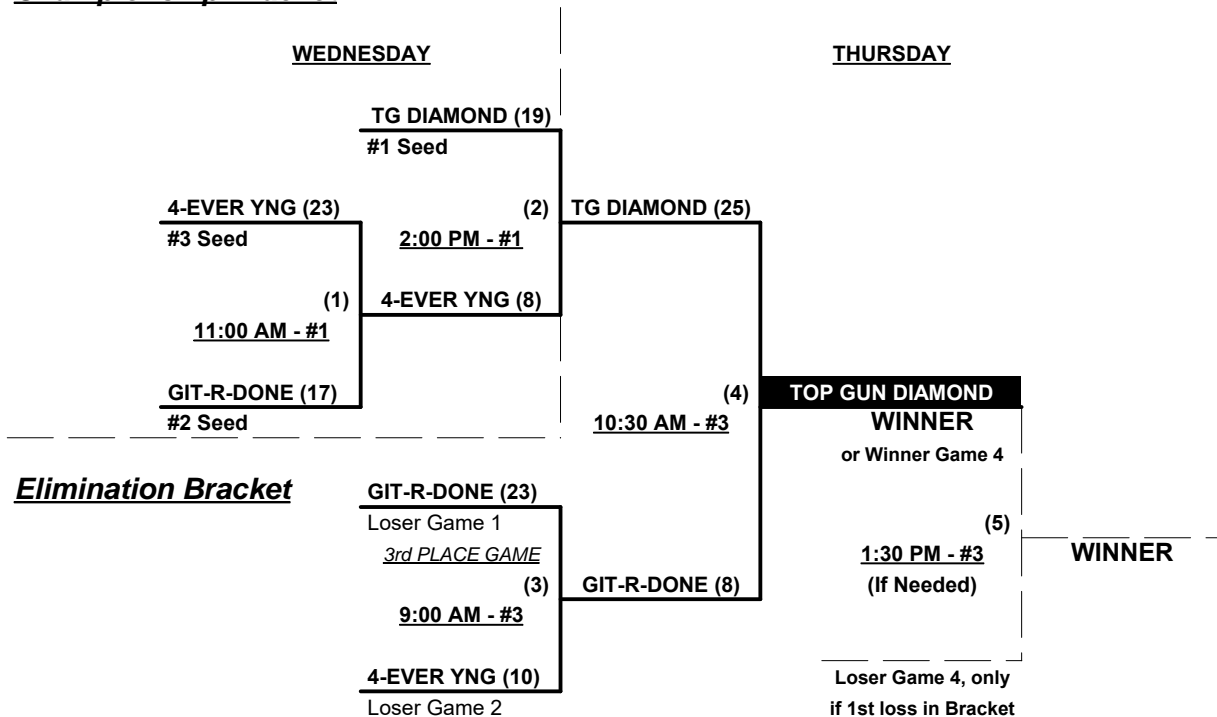 WEDNESDAY
THURSDAY
TG DIAMOND (19)
#1 Seed
4-EVER YNG (23)
(2)
TG DIAMOND (25)
#3 Seed
2:00 PM - #1
(1)
4-EVER YNG (8)
11:00 AM - #1
GIT-R-DONE (17)
(4)
TOP GUN DIAMOND
#2 Seed
10:30 AM - #3
WINNER
or Winner Game 4
Elimination Bracket
GIT-R-DONE (23)
Loser Game 1
(5)
3rd PLACE GAME
1:30 PM - #3
WINNER
(3)
GIT-R-DONE (8)
(If Needed)
9:00 AM - #3
4-EVER YNG (10)
Loser Game 4, only
Loser Game 2
if 1st loss in Bracket